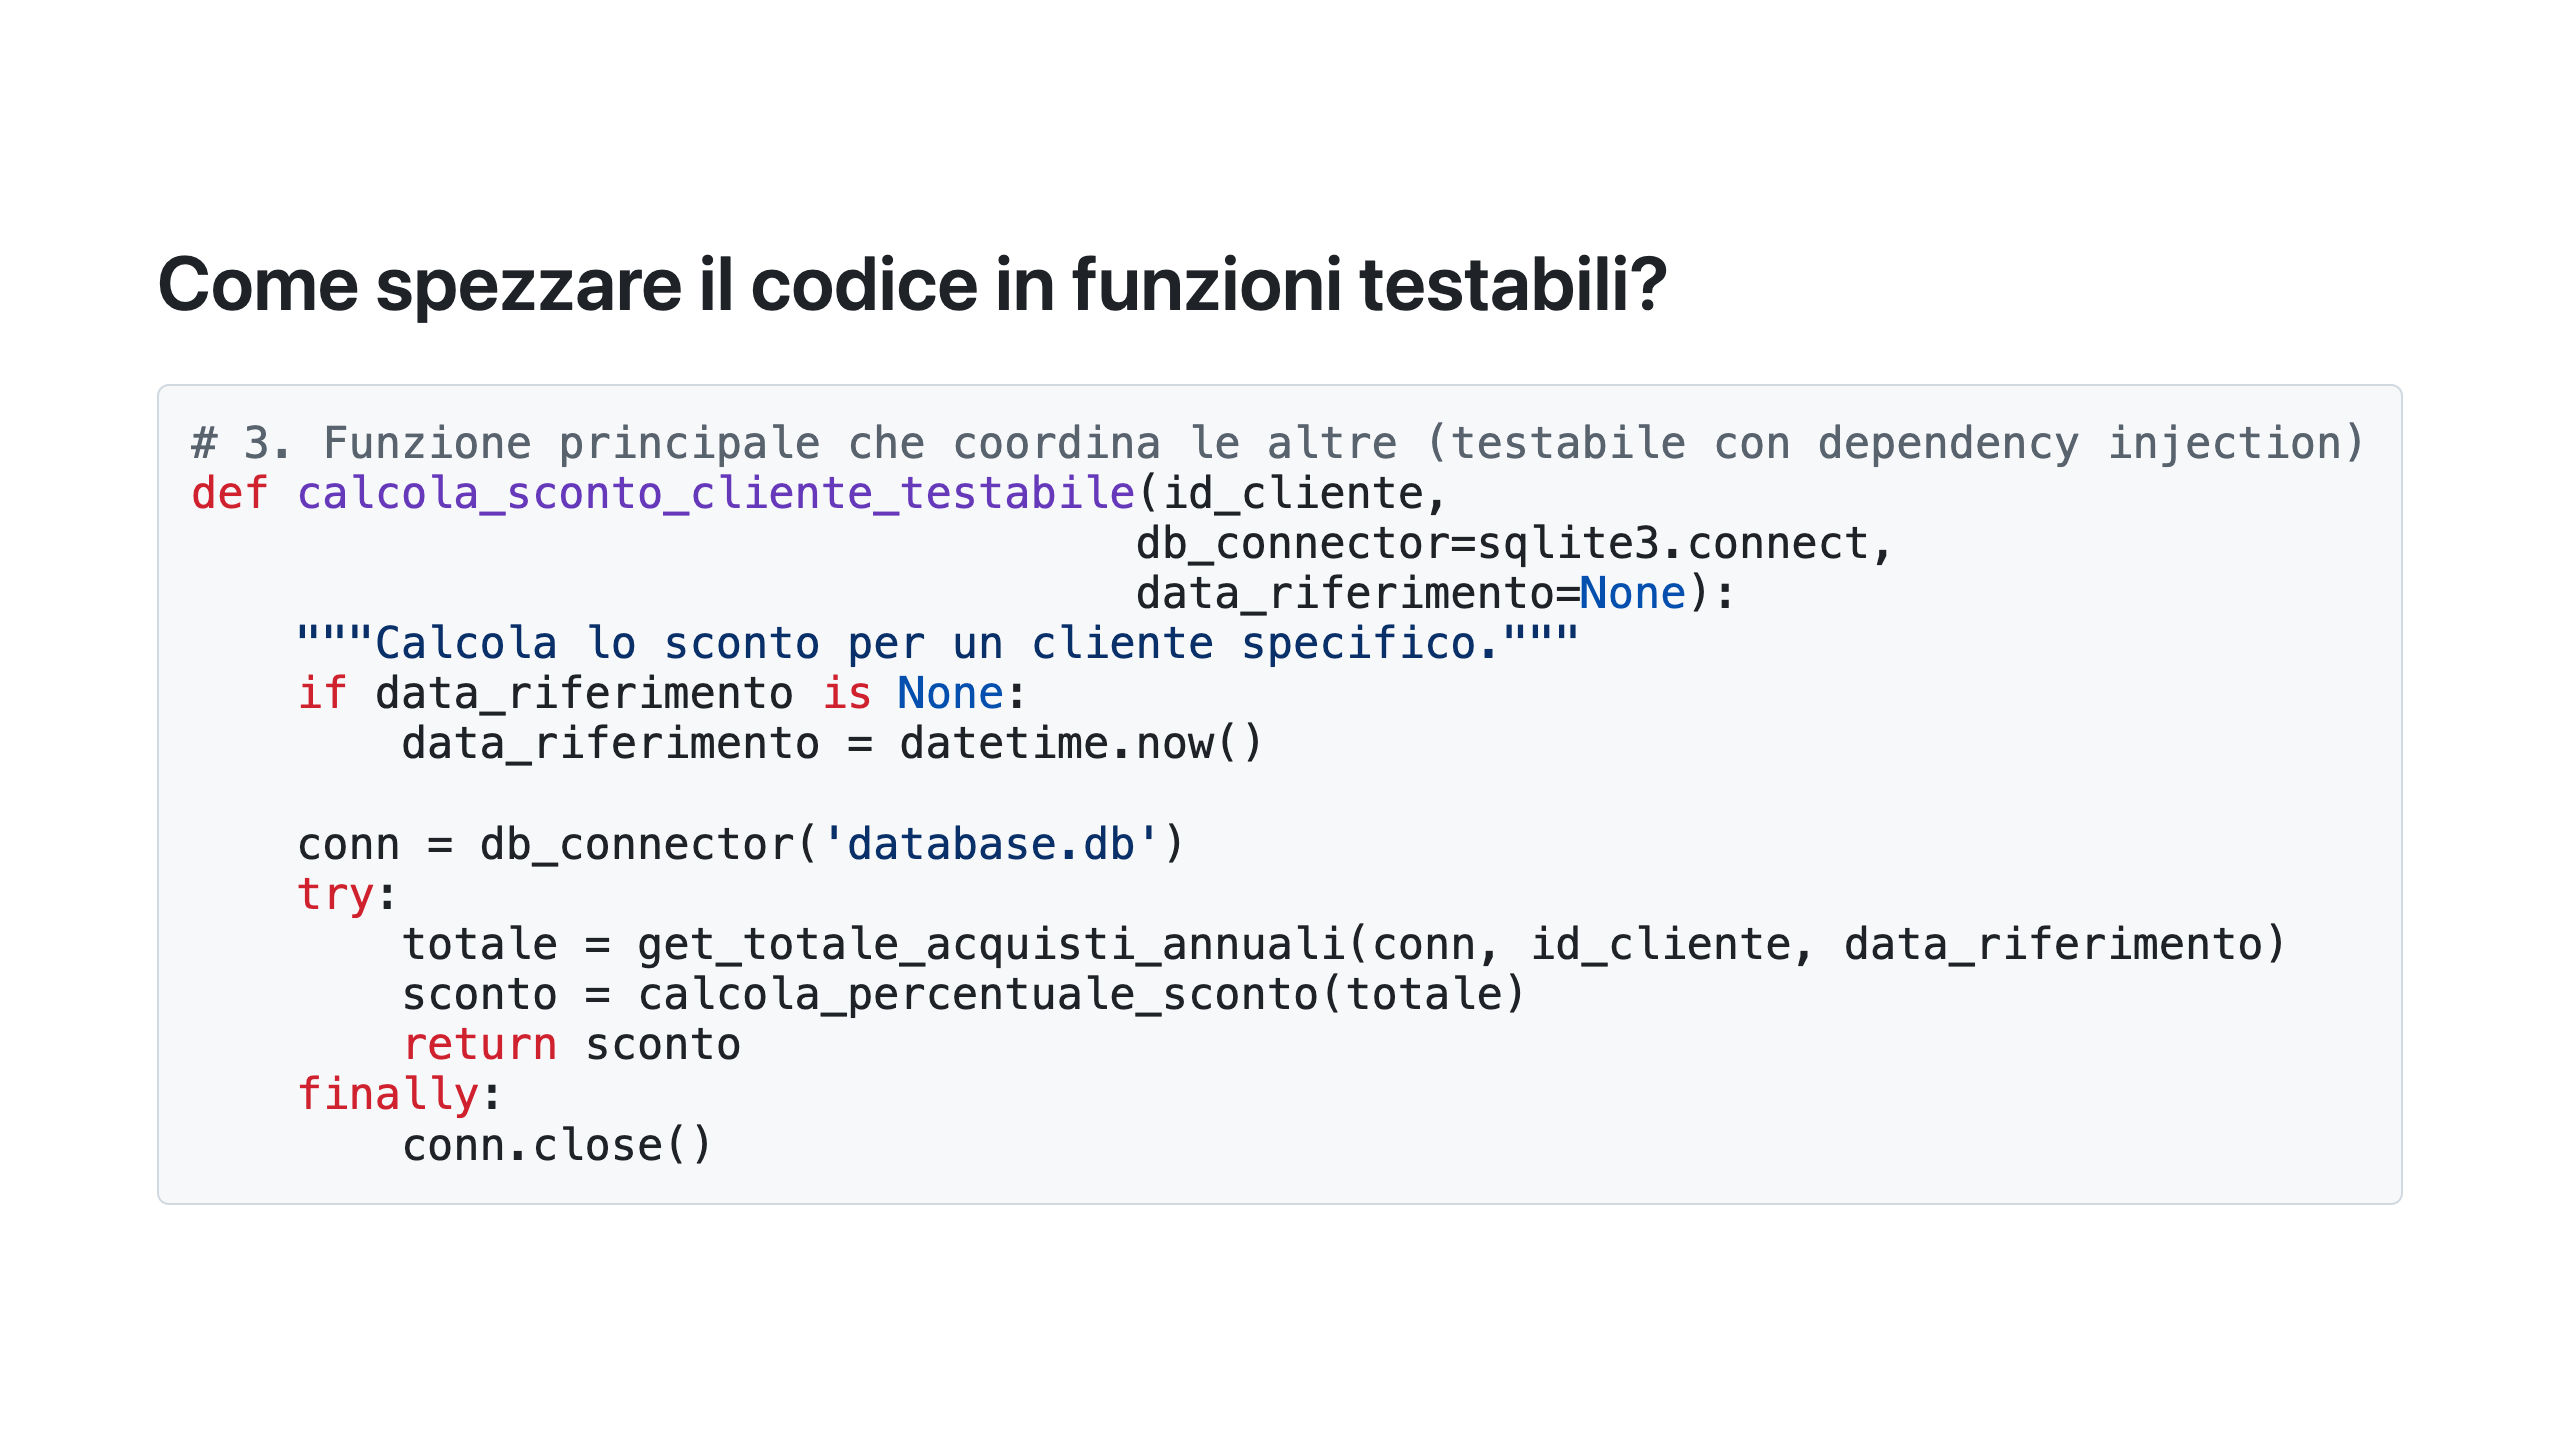 Come spezzare il codice in funzioni testabili?
# 3. Funzione principale che coordina le altre (testabile con dependency injection)
def calcola_sconto_cliente_testabile(id_cliente,
                                    db_connector=sqlite3.connect,
                                    data_riferimento=None):
    """Calcola lo sconto per un cliente specifico."""
    if data_riferimento is None:
        data_riferimento = datetime.now()

    conn = db_connector('database.db')
    try:
        totale = get_totale_acquisti_annuali(conn, id_cliente, data_riferimento)
        sconto = calcola_percentuale_sconto(totale)
        return sconto
    finally:
        conn.close()